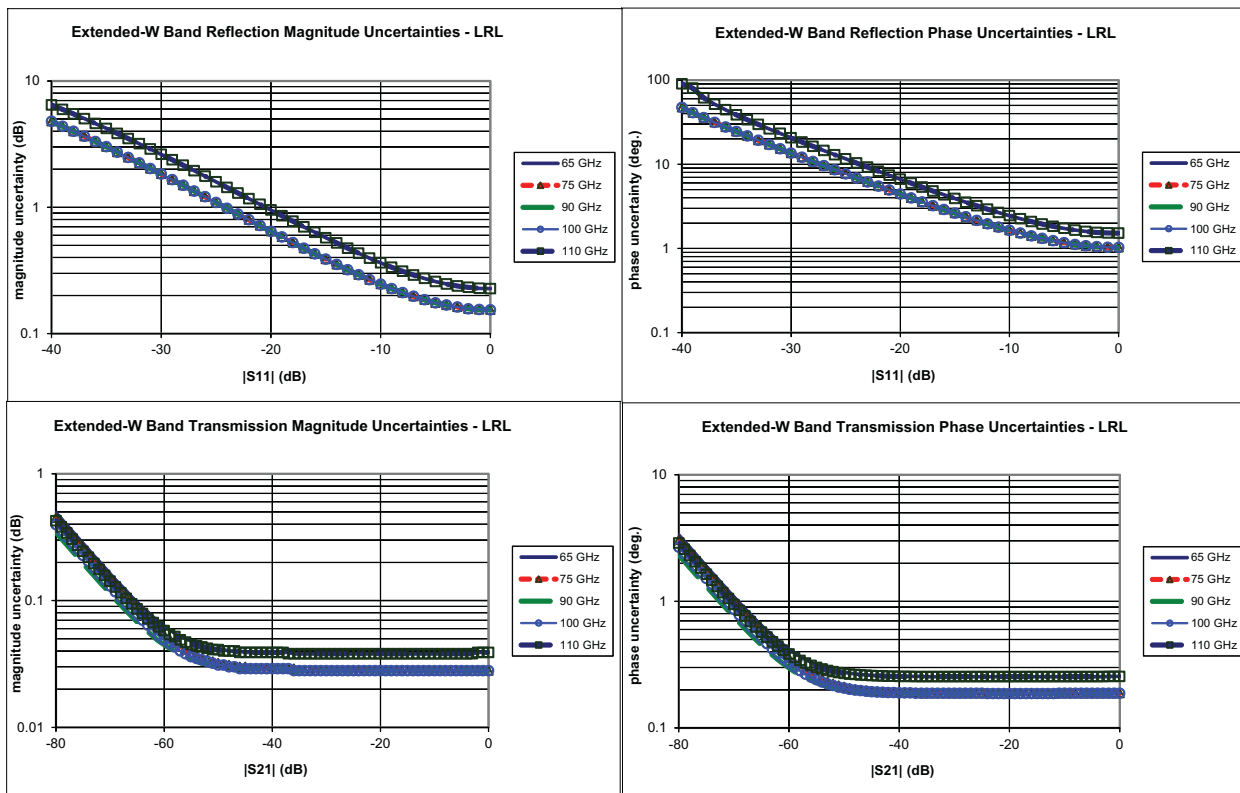 Extended-W Band Reflection Magnitude Uncertainties - LRL
magnitude uncertainty (dB)
10
1
0.1
-40
-30
-20
-10
0
|S11| (dB)
65 GHz
75 GHz
90 GHz
100 GHz
110 GHz
Extended-W Band Reflection Phase Uncertainties - LRL
phase uncertainty (deg.)
100
10
1
0.1
-40
-30
-20
-10
0
|S11| (dB)
65 GHz
75 GHz
90 GHz
100 GHz
110 GHz
Extended-W Band Transmission Magnitude Uncertainties - LRL
magnitude uncertainty (dB)
1
0.1
0.01
-80
-60
-40
-20
0
|S21| (dB)
65 GHz
75 GHz
90 GHz
100 GHz
110 GHz
Extended-W Band Transmission Phase Uncertainties - LRL
phase uncertainty (deg.)
10
1
0.1
-80
-60
-40
-20
0
|S21| (dB)
65 GHz
75 GHz
90 GHz
100 GHz
110 GHz